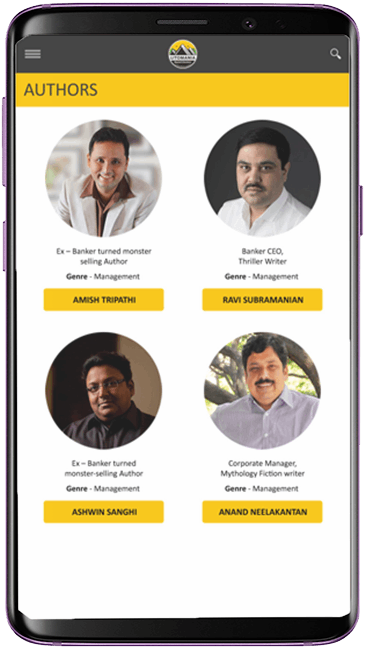 LITOMANIA
AUTHORS
Ex – Banker turned monster
selling Author
Genre - Management
AMISH TRIPATHI
Banker CEO,
Thriller Writer
Genre - Management
RAVI SUBRAMANIAN
Ex – Banker turned
monster-selling Author
Genre - Management
ASHWIN SANGHI
Corporate Manager,
Mythology Fiction writer
Genre - Management
ANAND NEELAKANTAN